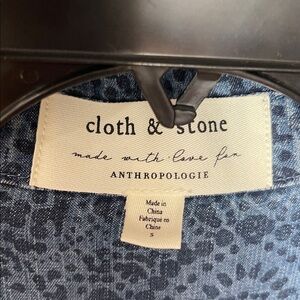 cloth & stone
made with love for
ANTHROPOLOGIE
Made in
China
Fabriqué en
Chine
S